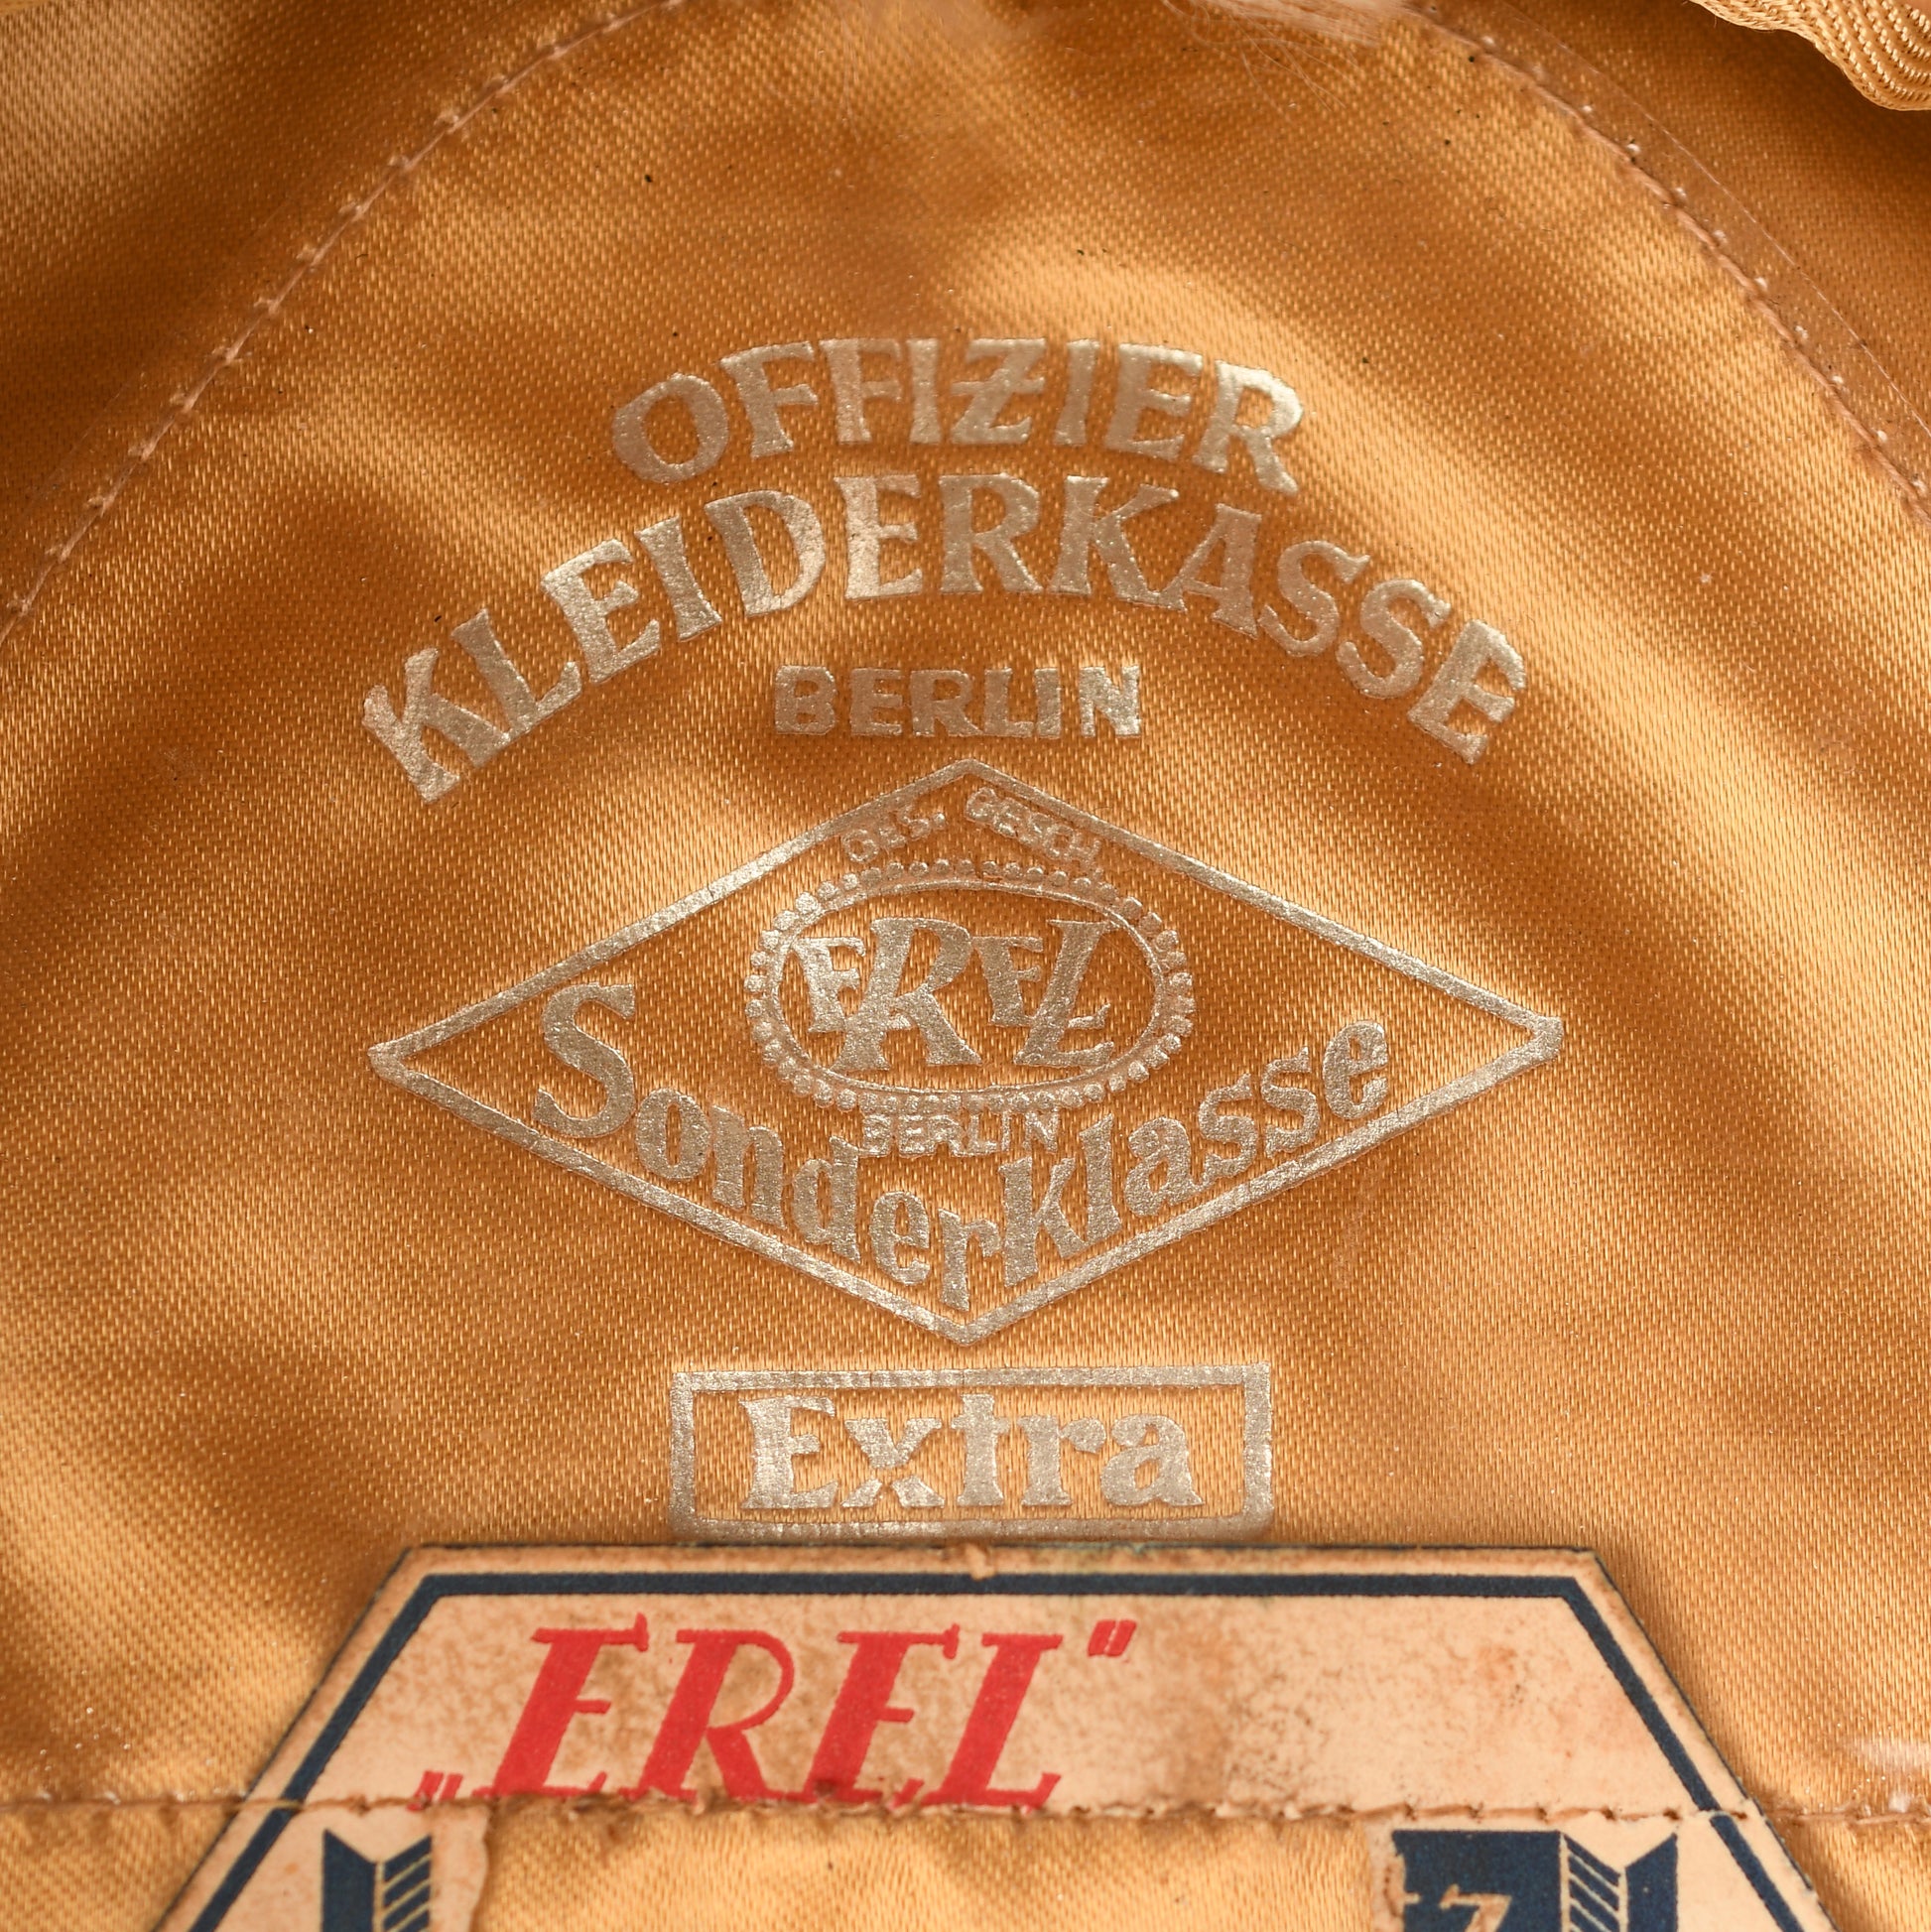 OFFIZIER
KLEIDERKASSE
BERLIN
GES. GESCH.
EREL
BERLIN
Sonderklasse
Extra
„EREL"